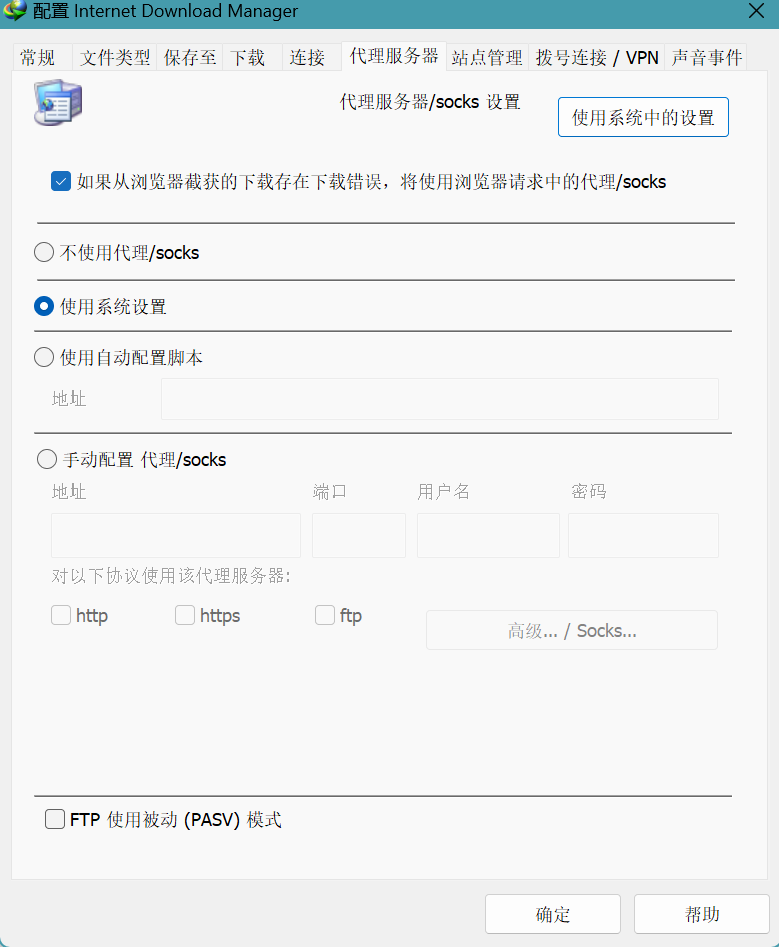 配置 Internet Download Manager
常规 文件类型 保存至 下载 连接 代理服务器 站点管理 拨号连接 / VPN 声音事件
代理服务器/socks 设置
使用系统中的设置
如果从浏览器截获的下载存在下载错误，将使用浏览器请求中的代理/socks
不使用代理/socks
使用系统设置
使用自动配置脚本
地址
手动配置 代理/socks
地址 端口 用户名 密码
对以下协议使用该代理服务器:
http https ftp
高级... / Socks...
FTP 使用被动 (PASV) 模式
确定 帮助